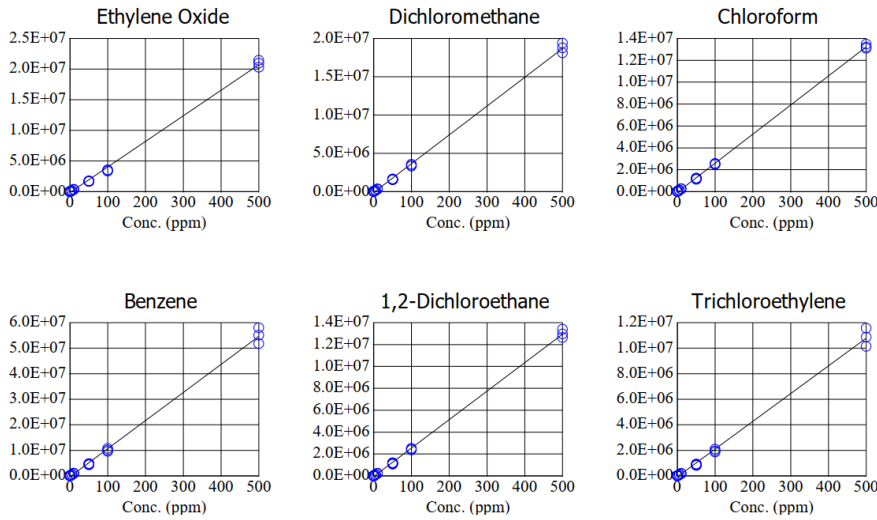 Ethylene Oxide
2.5E+07
2.0E+07
1.5E+07
1.0E+07
5.0E+06
0.0E+00
0 100 200 300 400 500
Conc. (ppm)
Dichloromethane
2.0E+07
1.5E+07
1.0E+07
5.0E+06
0.0E+00
0 100 200 300 400 500
Conc. (ppm)
Chloroform
1.4E+07
1.2E+07
1.0E+07
8.0E+06
6.0E+06
4.0E+06
2.0E+06
0.0E+00
0 100 200 300 400 500
Conc. (ppm)
Benzene
6.0E+07
5.0E+07
4.0E+07
3.0E+07
2.0E+07
1.0E+07
0.0E+00
0 100 200 300 400 500
Conc. (ppm)
1,2-Dichloroethane
1.4E+07
1.2E+07
1.0E+07
8.0E+06
6.0E+06
4.0E+06
2.0E+06
0.0E+00
0 100 200 300 400 500
Conc. (ppm)
Trichloroethylene
1.2E+07
1.0E+07
8.0E+06
6.0E+06
4.0E+06
2.0E+06
0.0E+00
0 100 200 300 400 500
Conc. (ppm)